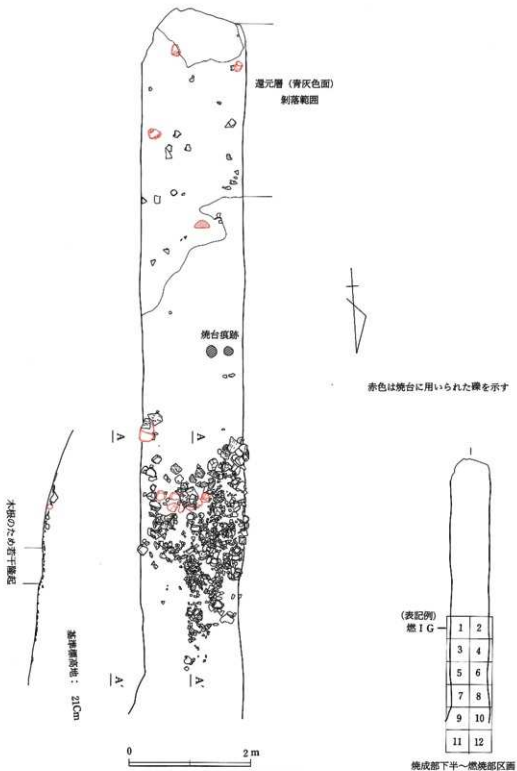 還元層（青灰色面）
剝落範囲
焼台痕跡
赤色は焼台に用いられた礫を示す
A
A
木根のため若干隆起
基準標高地： 21Cm
A'
A'
0
2 m
(表記例)
燃ⅠG
1 2
3 4
5 6
7 8
9 10
11 12
焼成部下半～燃焼部区画